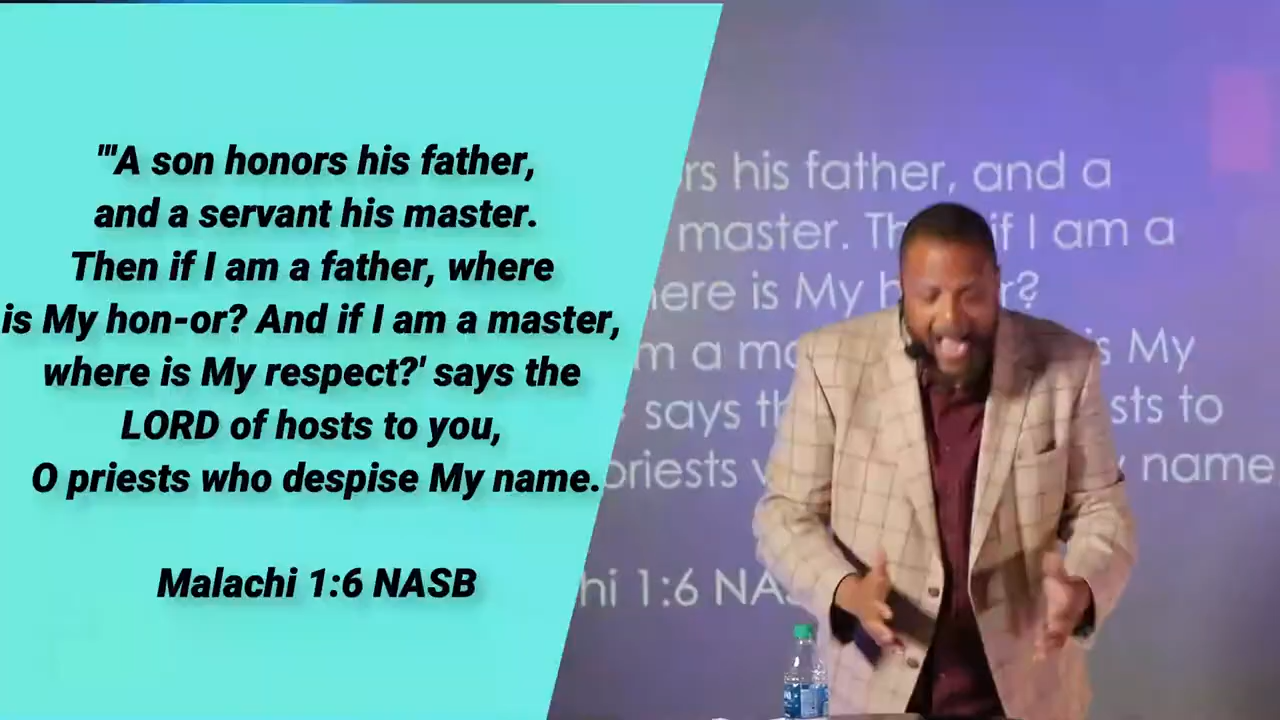 "'A son honors his father,
and a servant his master.
Then if I am a father, where
is My hon-or? And if I am a master,
where is My respect?' says the
LORD of hosts to you,
O priests who despise My name.
Malachi 1:6 NASB
rs his father, and a
master. if I am a
ere is My
am a is My
says sts to
priests name
hi 1:6